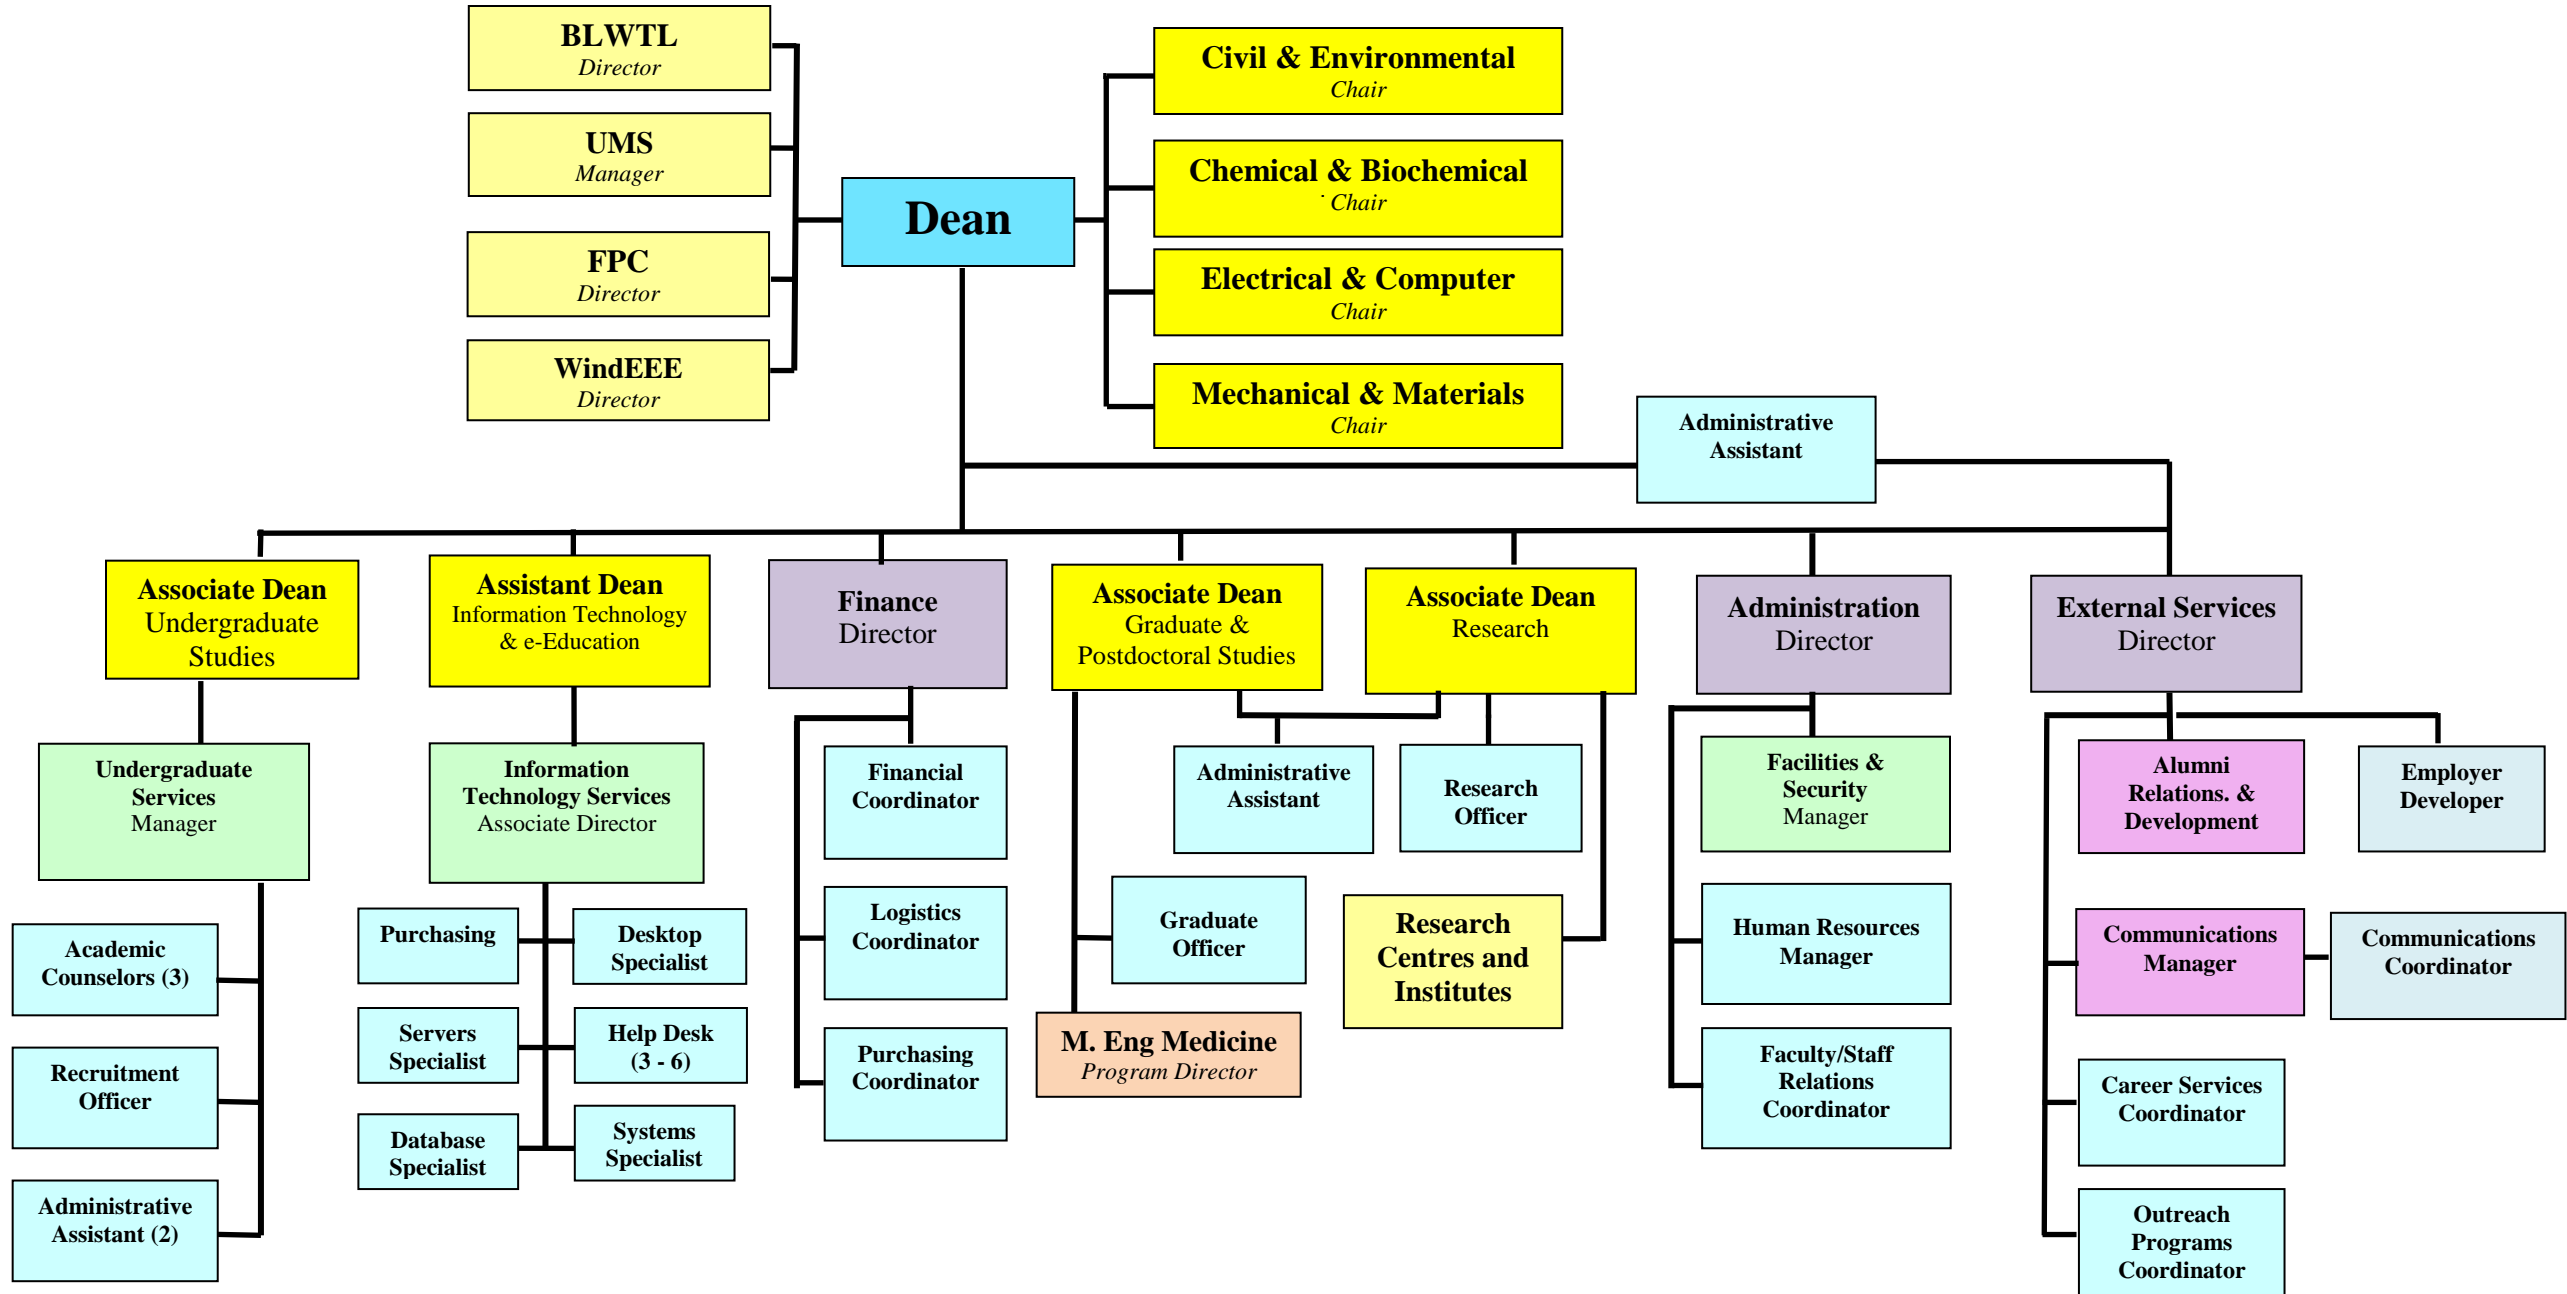 BLWTL
Director
UMS
Manager
FPC
Director
WindEEE
Director
Dean
Civil & Environmental
Chair
Chemical & Biochemical
Chair
Electrical & Computer
Chair
Mechanical & Materials
Chair
Administrative
Assistant
Associate Dean
Undergraduate
Studies
Assistant Dean
Information Technology
& e-Education
Finance
Director
Associate Dean
Graduate &
Postdoctoral Studies
Associate Dean
Research
Administration
Director
External Services
Director
Undergraduate
Services
Manager
Information
Technology Services
Associate Director
Financial
Coordinator
Administrative
Assistant
Research
Officer
Facilities &
Security
Manager
Alumni
Relations. &
Development
Employer
Developer
Academic
Counselors (3)
Recruitment
Officer
Administrative
Assistant (2)
Purchasing
Desktop
Specialist
Servers
Specialist
Help Desk
(3 - 6)
Database
Specialist
Systems
Specialist
Logistics
Coordinator
Purchasing
Coordinator
Graduate
Officer
M. Eng Medicine
Program Director
Research
Centres and
Institutes
Human Resources
Manager
Faculty/Staff
Relations
Coordinator
Communications
Manager
Communications
Coordinator
Career Services
Coordinator
Outreach
Programs
Coordinator